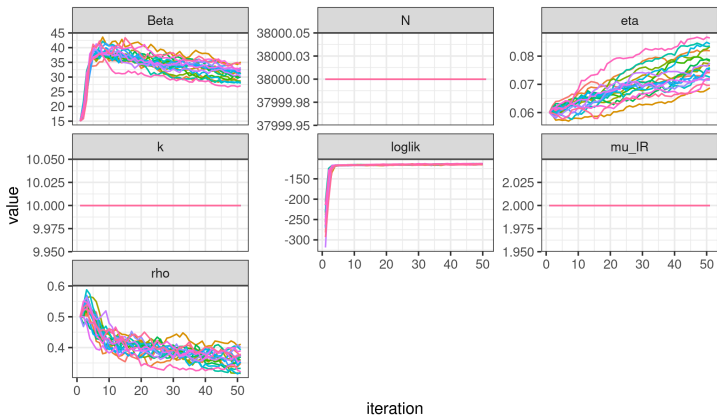 Beta
N
eta
45
40
35
30
25
20
15
38000.05
38000.03
38000.00
37999.98
37999.95
0.08
0.07
0.06
k
loglik
mu_IR
10.050
10.025
10.000
9.975
9.950
-150
-200
-250
-300
2.025
2.000
1.975
1.950
rho
0.6
0.5
0.4
0 10 20 30 40 50
0 10 20 30 40 50
0 10 20 30 40 50
value
iteration